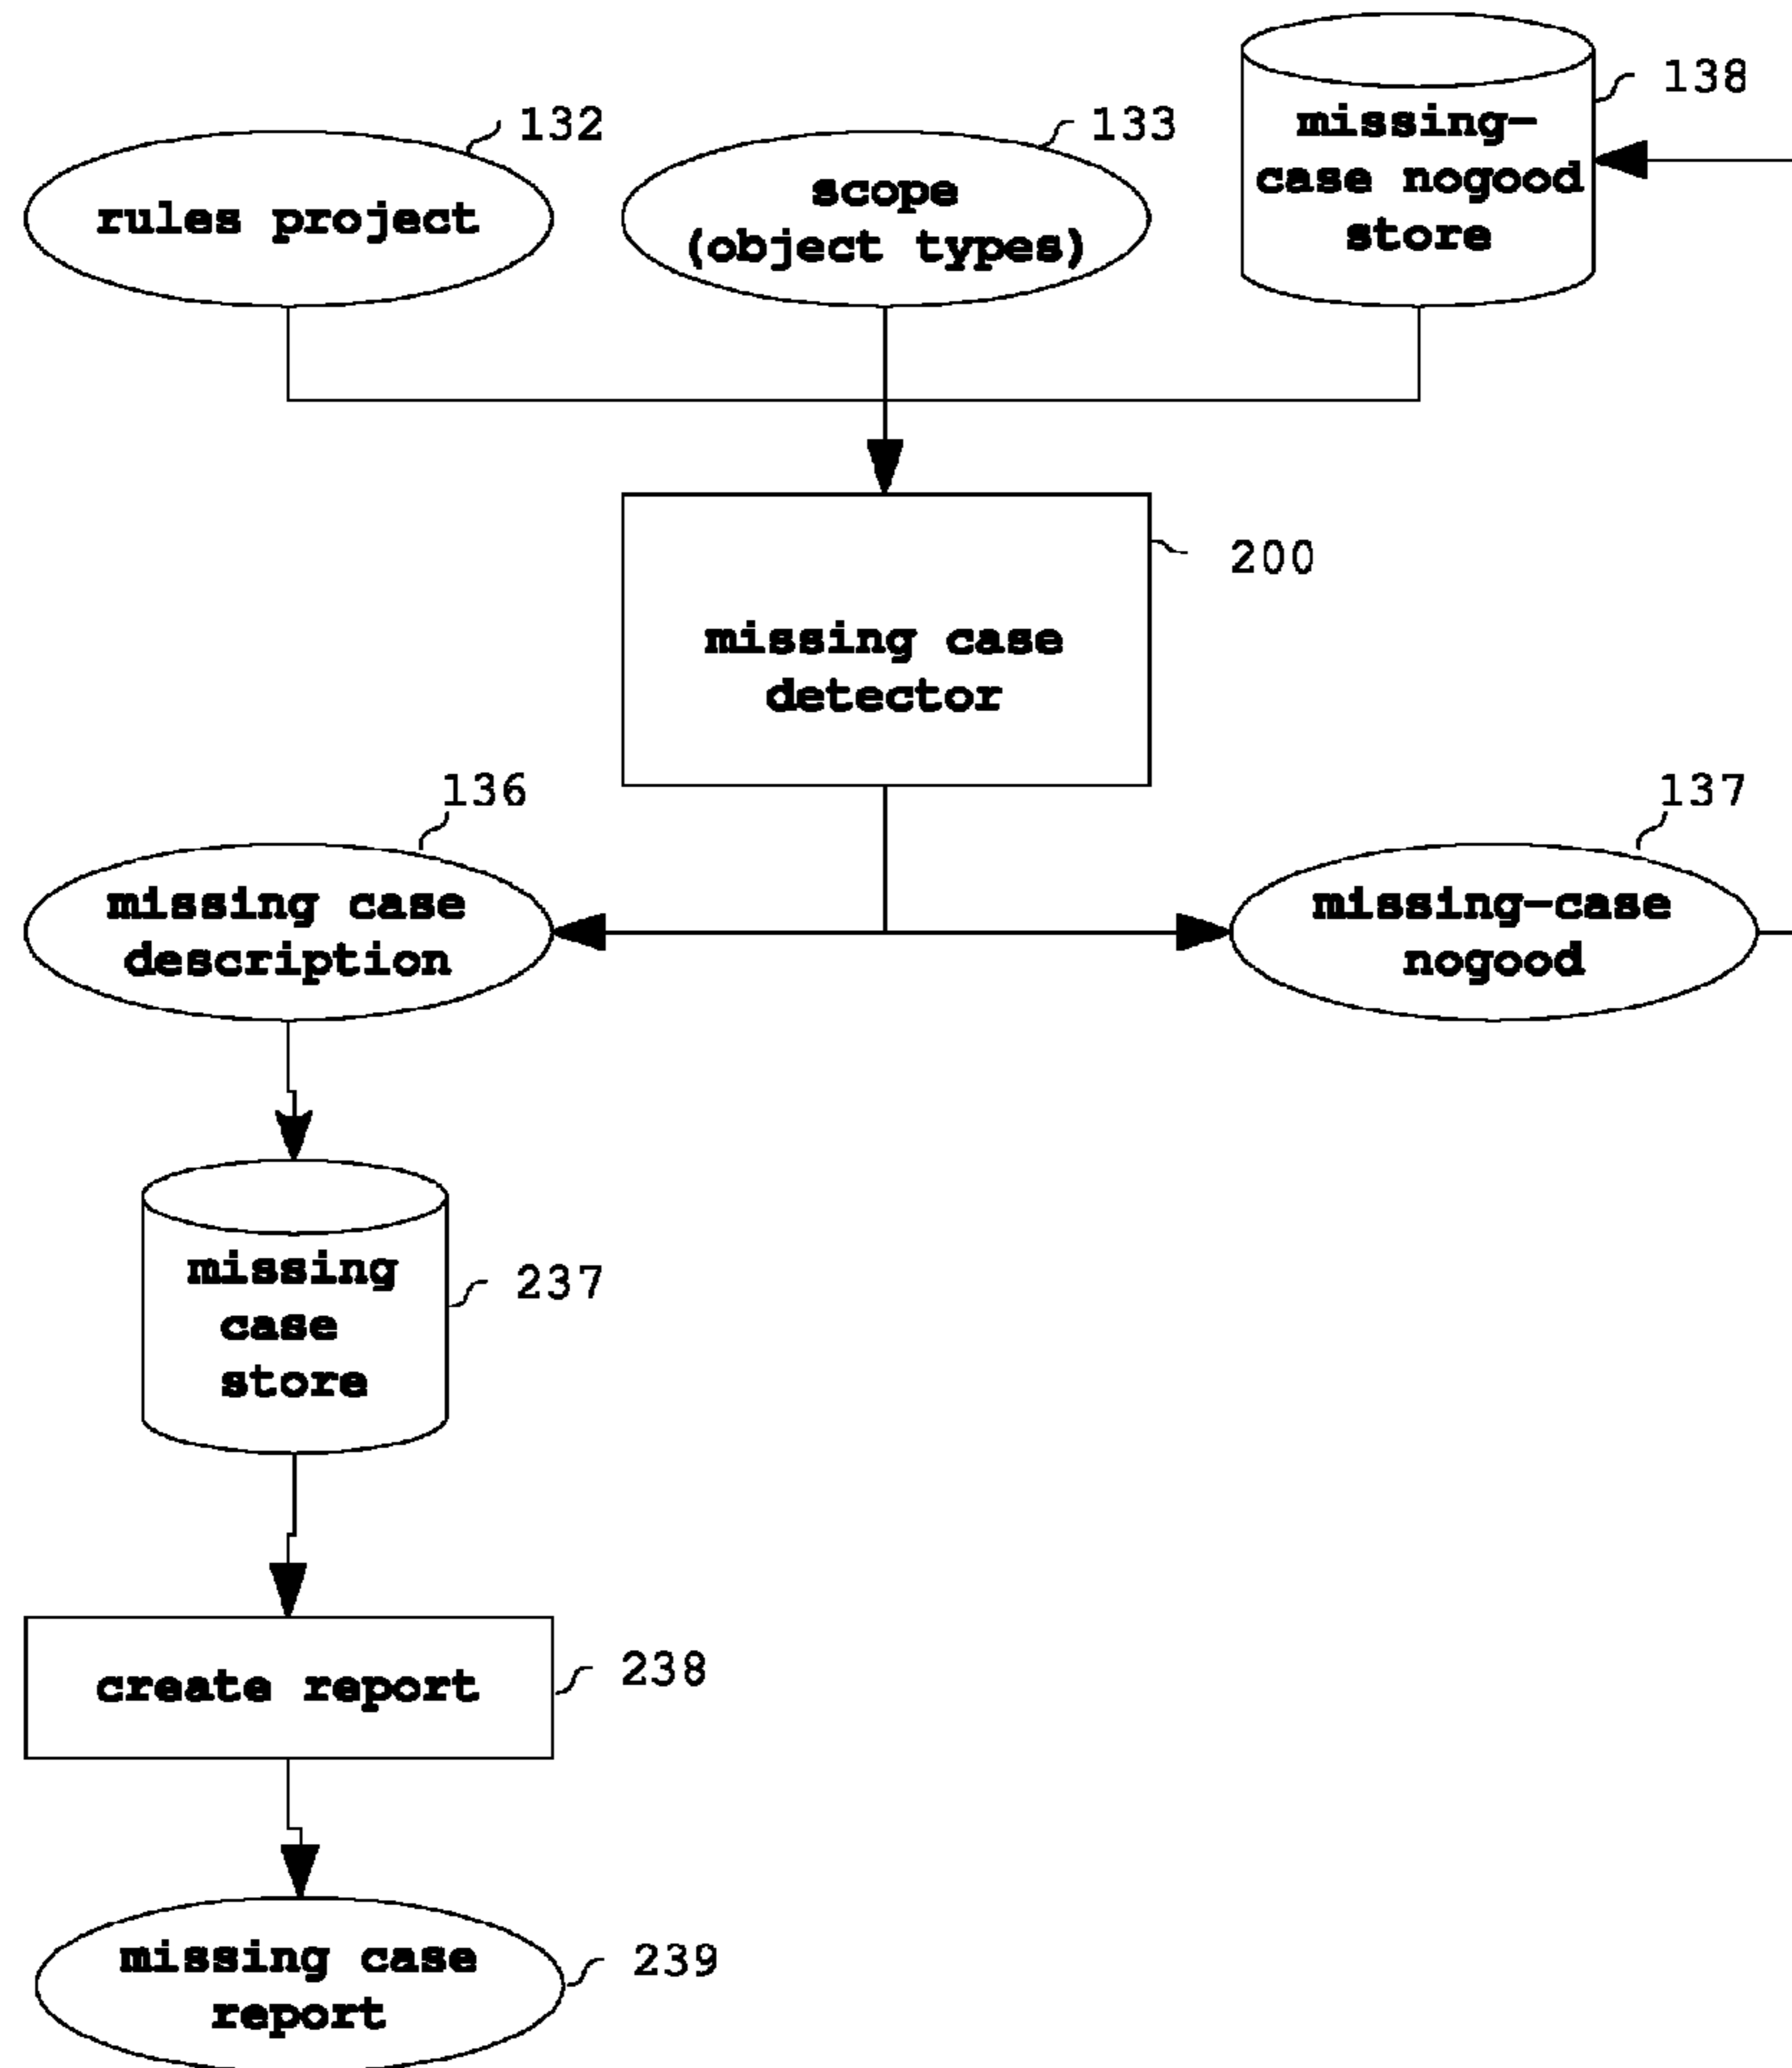 132
rules project
133
scope
(object types)
138
missing-
case nogood
store
200
missing case
detector
136
missing case
description
137
missing-case
nogood
237
missing
case
store
238
create report
239
missing case
report